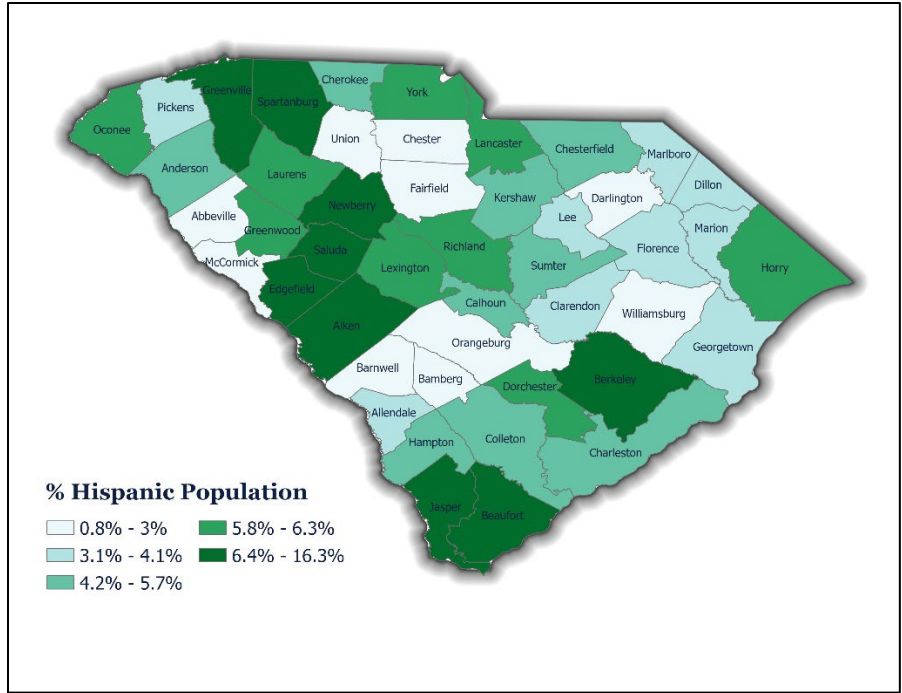 Cherokee
Greenville
Spartanburg
York
Pickens
Oconee
Union
Chester
Lancaster
Chesterfield
Marlboro
Anderson
Laurens
Dillon
Fairfield
Kershaw
Darlington
Newberry
Abbeville
Lee
Greenwood
Marion
Saluda
Richland
Florence
McCormick
Lexington
Sumter
Horry
Edgefield
Calhoun
Clarendon
Williamsburg
Aiken
Orangeburg
Georgetown
Barnwell
Bamberg
Berkeley
Dorchester
Allendale
Hampton
Colleton
Charleston
Jasper
Beaufort
% Hispanic Population
0.8% - 3%
3.1% - 4.1%
4.2% - 5.7%
5.8% - 6.3%
6.4% - 16.3%